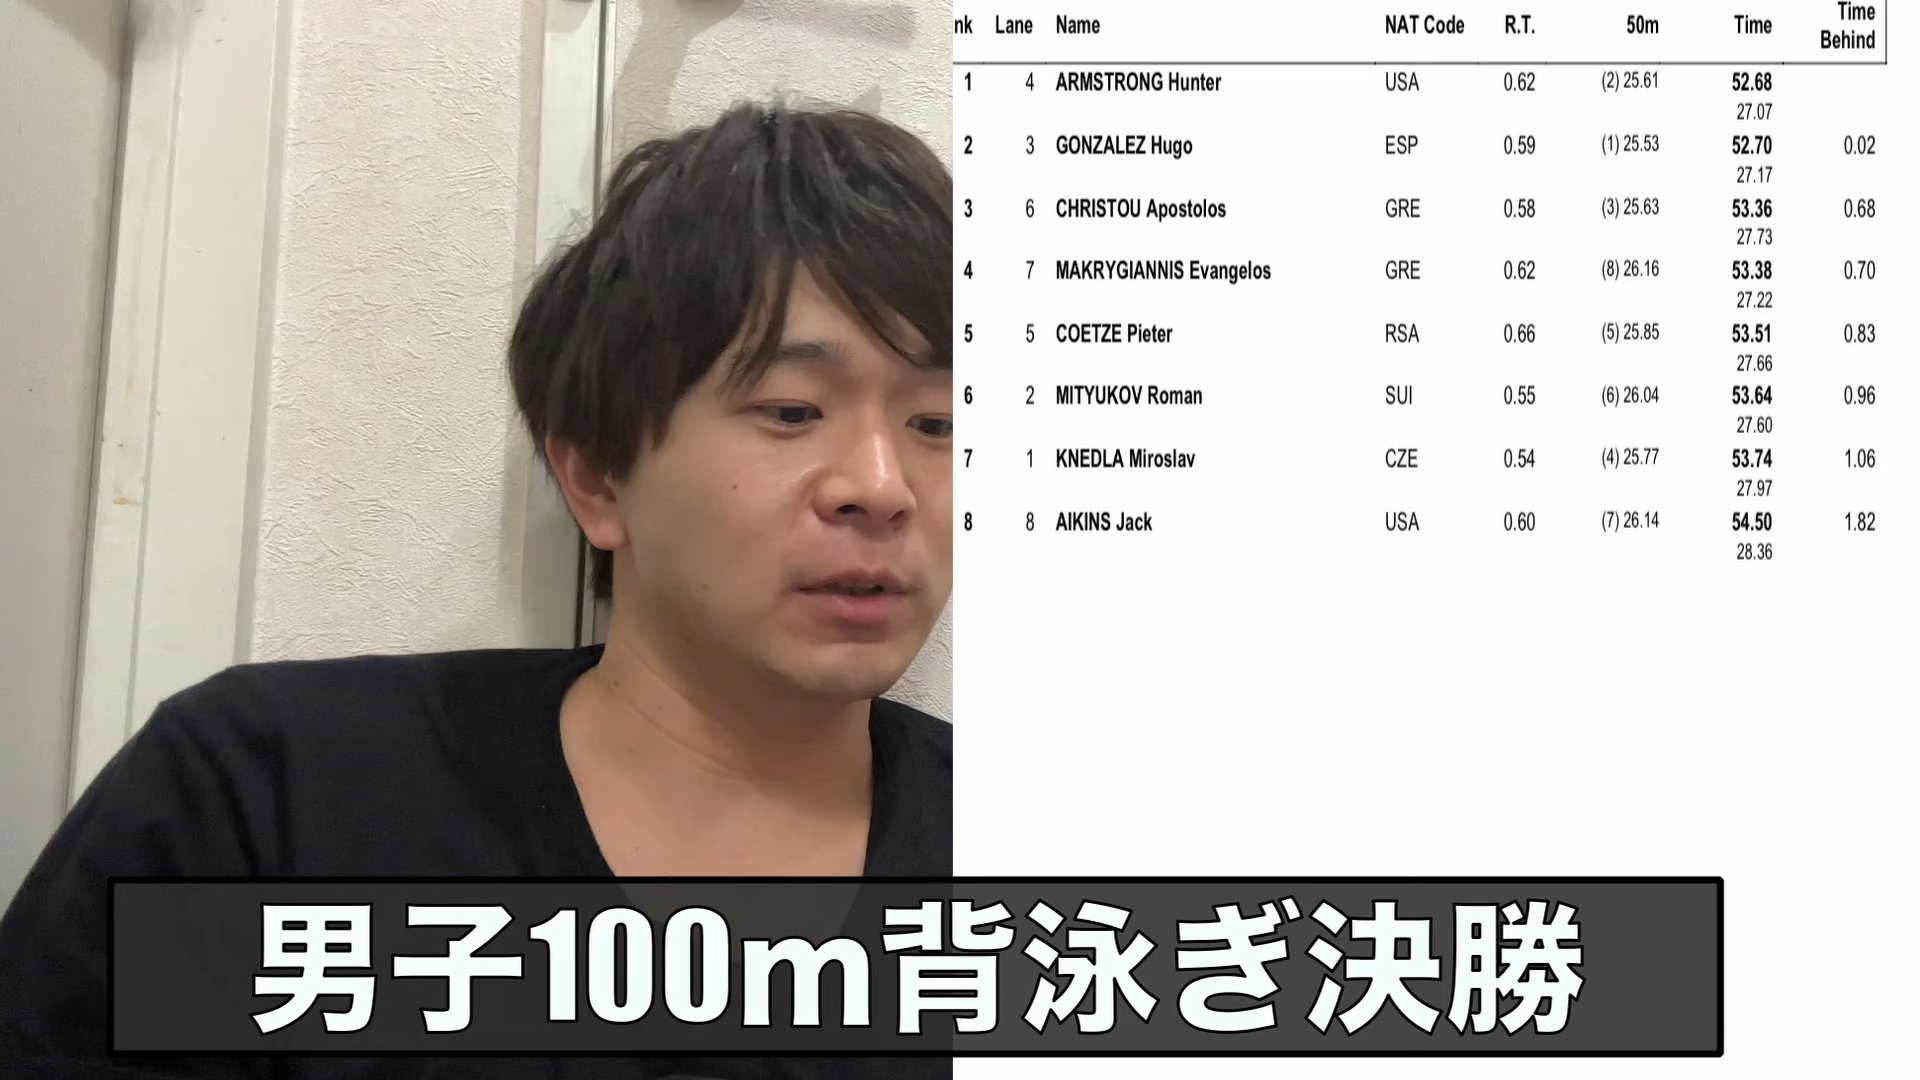 nk Lane Name NAT Code R.T. 50m Time Time Behind
1 4 ARMSTRONG Hunter USA 0.62 (2) 25.61 52.68
27.07
2 3 GONZALEZ Hugo ESP 0.59 (1) 25.53 52.70 0.02
27.17
3 6 CHRISTOU Apostolos GRE 0.58 (3) 25.63 53.36 0.68
27.73
4 7 MAKRYGIANNIS Evangelos GRE 0.62 (8) 26.16 53.38 0.70
27.22
5 5 COETZE Pieter RSA 0.66 (5) 25.85 53.51 0.83
27.66
6 2 MITYUKOV Roman SUI 0.55 (6) 26.04 53.64 0.96
27.60
7 1 KNEDLA Miroslav CZE 0.54 (4) 25.77 53.74 1.06
27.97
8 8 AIKINS Jack USA 0.60 (7) 26.14 54.50 1.82
28.36
男子100m背泳ぎ決勝